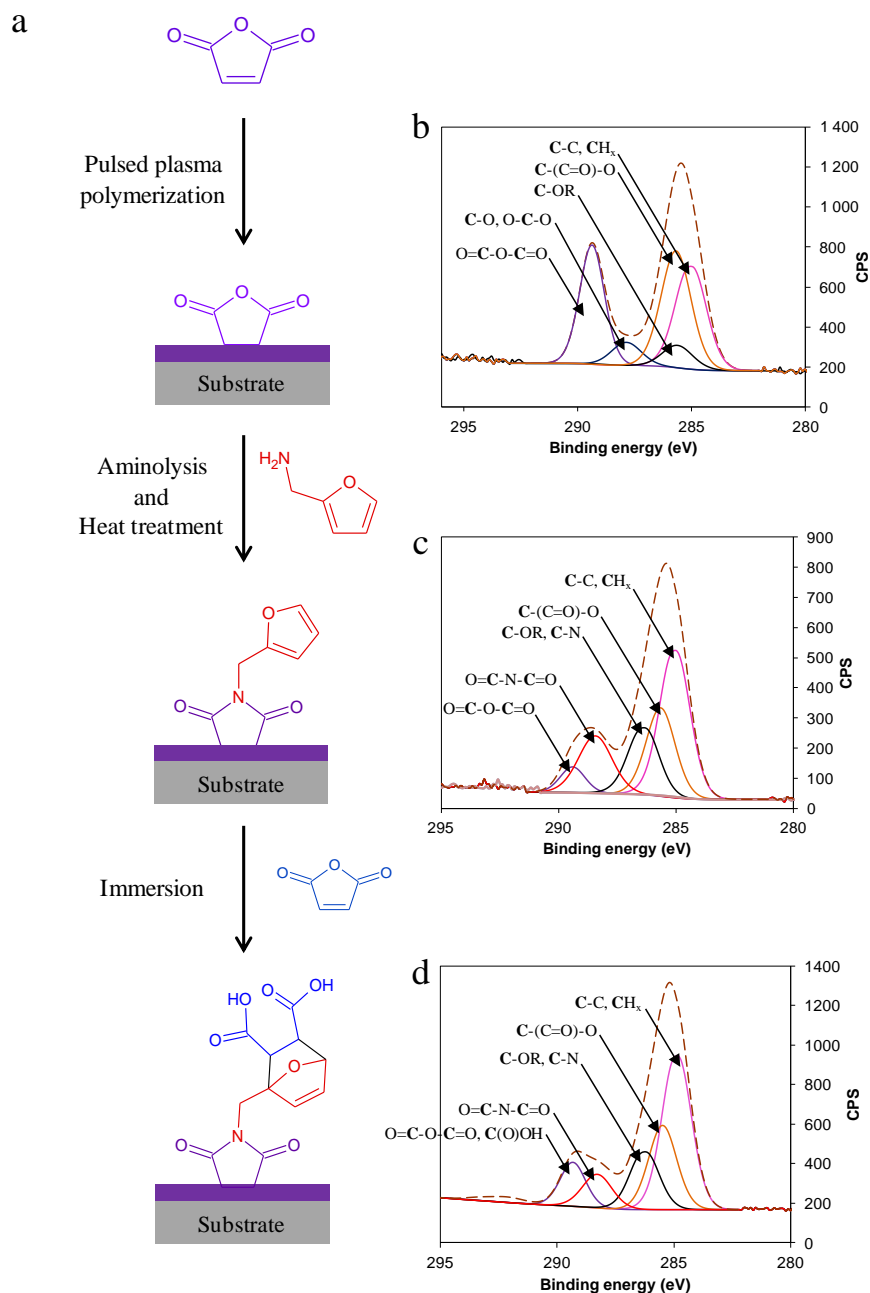 a
O
O
O
Pulsed plasma
polymerization
O
O
O
Substrate
Aminolysis
and
Heat treatment
H₂N
O
O
N
O
O
Substrate
Immersion
O
O
O
HO
OH
O
O
O
N
O
O
Substrate
b
C-C, CHₓ
C-(C=O)-O
C-OR
C-O, O-C-O
O=C-O-C=O
1 400
1 200
1 000
800
600
400
200
0
CPS
295
290
285
280
Binding energy (eV)
c
C-C, CHₓ
C-(C=O)-O
C-OR, C-N
O=C-N-C=O
O=C-O-C=O
900
800
700
600
500
400
300
200
100
0
CPS
295
290
285
280
Binding energy (eV)
d
C-C, CHₓ
C-(C=O)-O
C-OR, C-N
O=C-N-C=O
O=C-O-C=O, C(O)OH
1400
1200
1000
800
600
400
200
0
CPS
295
290
285
280
Binding energy (eV)